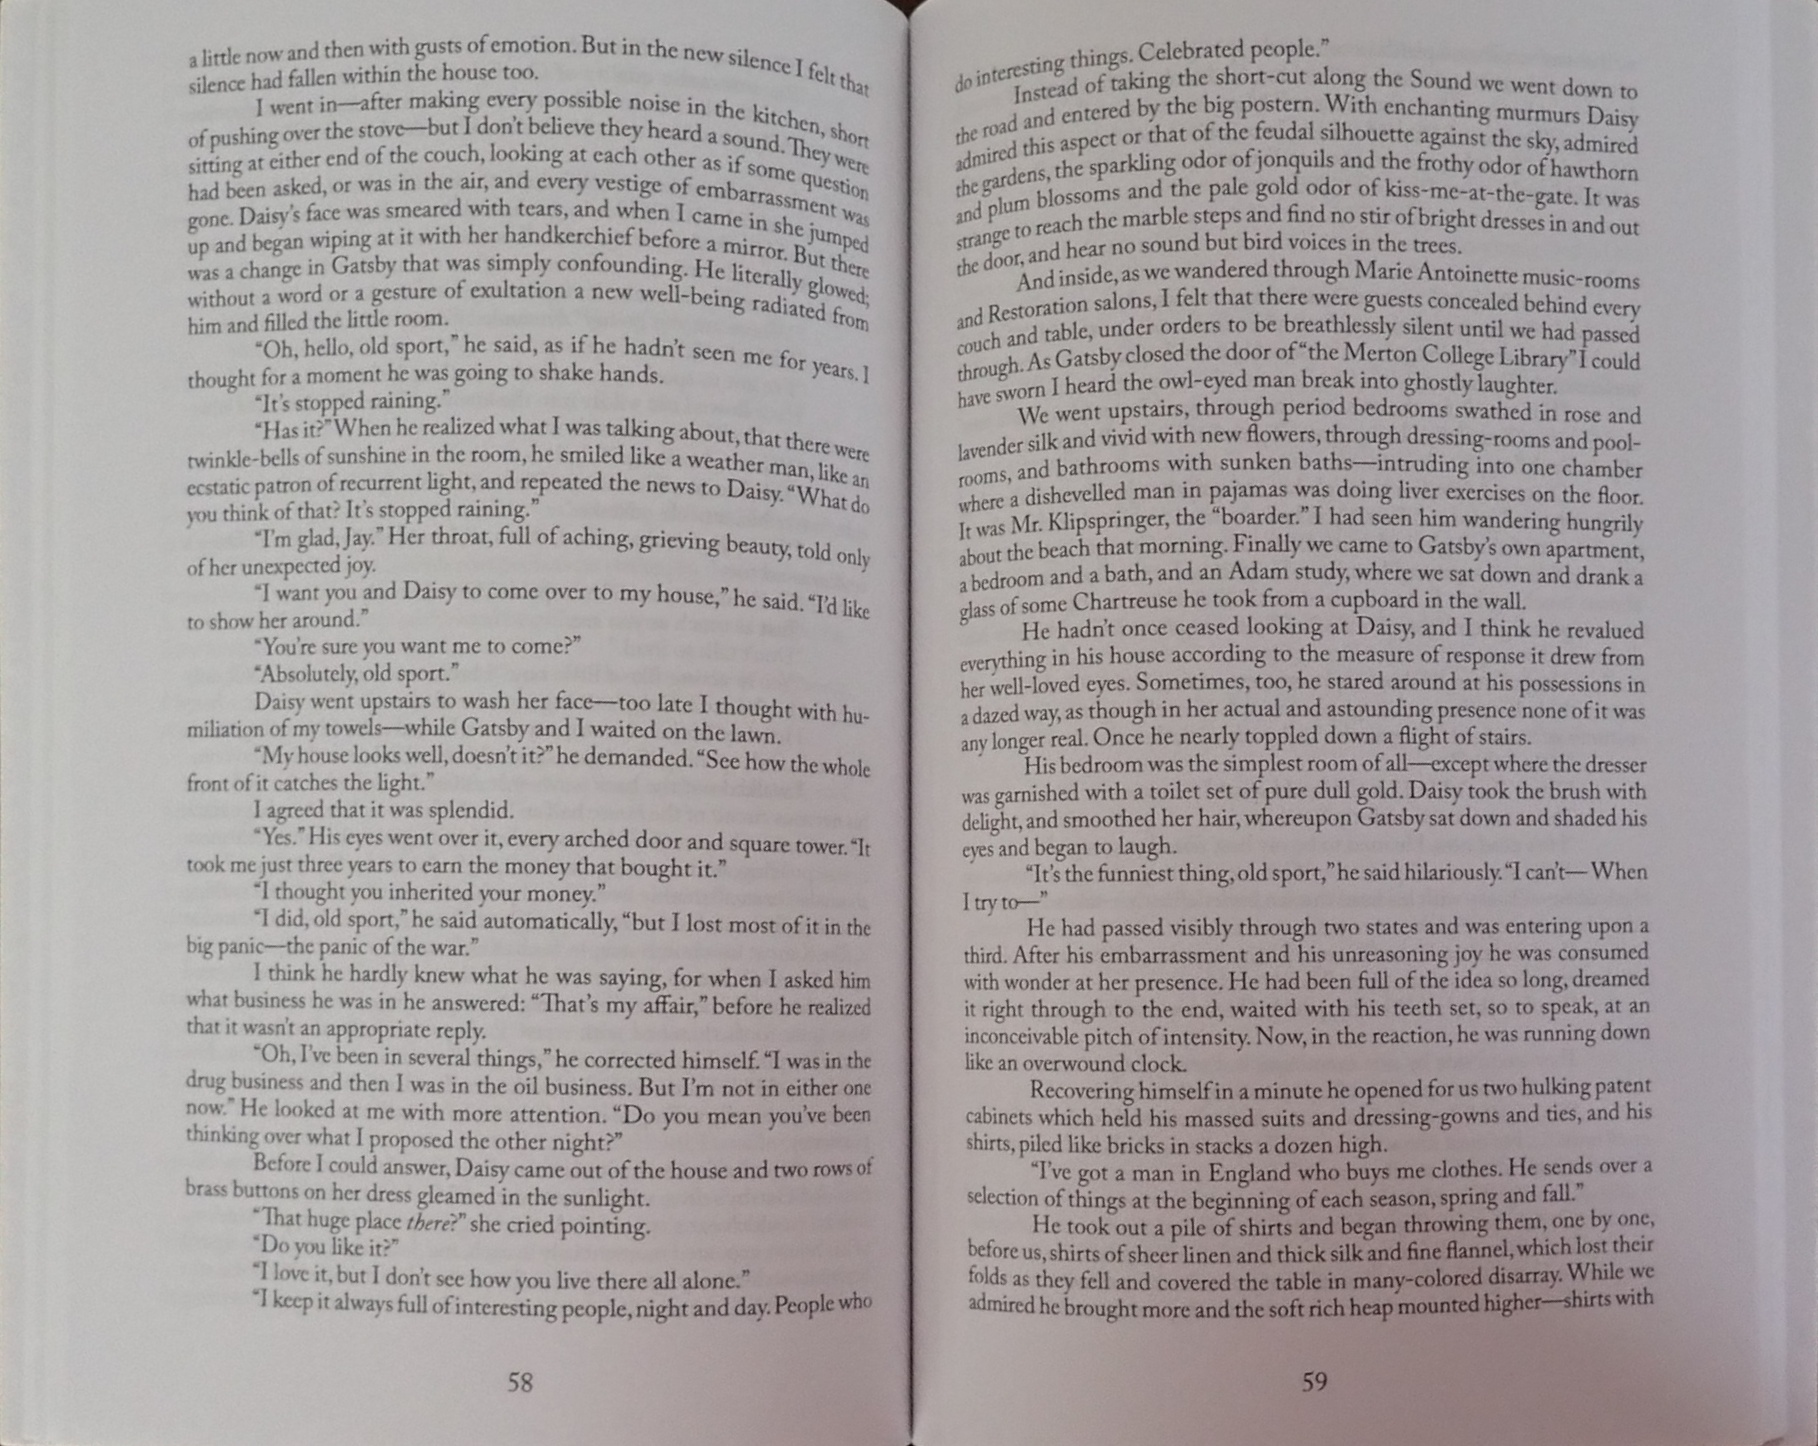 a little now and then with gusts of emotion. But in the new silence I felt that
silence had fallen within the house too.
I went in—after making every possible noise in the kitchen, short
of pushing over the stove—but I don't believe they heard a sound. They were
sitting at either end of the couch, looking at each other as if some question
had been asked, or was in the air, and every vestige of embarrassment was
gone. Daisy's face was smeared with tears, and when I came in she jumped
up and began wiping at it with her handkerchief before a mirror. But there
was a change in Gatsby that was simply confounding. He literally glowed;
without a word or a gesture of exultation a new well-being radiated from
him and filled the little room.
“Oh, hello, old sport,” he said, as if he hadn't seen me for years. I
thought for a moment he was going to shake hands.
“It's stopped raining.”
“Has it?” When he realized what I was talking about, that there were
twinkle-bells of sunshine in the room, he smiled like a weather man, like an
ecstatic patron of recurrent light, and repeated the news to Daisy. “What do
you think of that? It's stopped raining.”
“I'm glad, Jay.” Her throat, full of aching, grieving beauty, told only
of her unexpected joy.
“I want you and Daisy to come over to my house,” he said. “I'd like
to show her around.”
“You're sure you want me to come?”
“Absolutely, old sport.”
Daisy went upstairs to wash her face—too late I thought with hu-
miliation of my towels—while Gatsby and I waited on the lawn.
“My house looks well, doesn't it?” he demanded. “See how the whole
front of it catches the light.”
I agreed that it was splendid.
“Yes.” His eyes went over it, every arched door and square tower. “It
took me just three years to earn the money that bought it.”
“I thought you inherited your money.”
“I did, old sport,” he said automatically, “but I lost most of it in the
big panic—the panic of the war.”
I think he hardly knew what he was saying, for when I asked him
what business he was in he answered: “That's my affair,” before he realized
that it wasn't an appropriate reply.
“Oh, I've been in several things,” he corrected himself. “I was in the
drug business and then I was in the oil business. But I'm not in either one
now.” He looked at me with more attention. “Do you mean you've been
thinking over what I proposed the other night?”
Before I could answer, Daisy came out of the house and two rows of
brass buttons on her dress gleamed in the sunlight.
“That huge place there?” she cried pointing.
“Do you like it?”
“I love it, but I don't see how you live there all alone.”
“I keep it always full of interesting people, night and day. People who
58
do interesting things. Celebrated people.”
Instead of taking the short-cut along the Sound we went down to
the road and entered by the big postern. With enchanting murmurs Daisy
admired this aspect or that of the feudal silhouette against the sky, admired
the gardens, the sparkling odor of jonquils and the frothy odor of hawthorn
and plum blossoms and the pale gold odor of kiss-me-at-the-gate. It was
strange to reach the marble steps and find no stir of bright dresses in and out
the door, and hear no sound but bird voices in the trees.
And inside, as we wandered through Marie Antoinette music-rooms
and Restoration salons, I felt that there were guests concealed behind every
couch and table, under orders to be breathlessly silent until we had passed
through. As Gatsby closed the door of “the Merton College Library” I could
have sworn I heard the owl-eyed man break into ghostly laughter.
We went upstairs, through period bedrooms swathed in rose and
lavender silk and vivid with new flowers, through dressing-rooms and pool-
rooms, and bathrooms with sunken baths—intruding into one chamber
where a dishevelled man in pajamas was doing liver exercises on the floor.
It was Mr. Klipspringer, the “boarder.” I had seen him wandering hungrily
about the beach that morning. Finally we came to Gatsby's own apartment,
a bedroom and a bath, and an Adam study, where we sat down and drank a
glass of some Chartreuse he took from a cupboard in the wall.
He hadn't once ceased looking at Daisy, and I think he revalued
everything in his house according to the measure of response it drew from
her well-loved eyes. Sometimes, too, he stared around at his possessions in
a dazed way, as though in her actual and astounding presence none of it was
any longer real. Once he nearly toppled down a flight of stairs.
His bedroom was the simplest room of all—except where the dresser
was garnished with a toilet set of pure dull gold. Daisy took the brush with
delight, and smoothed her hair, whereupon Gatsby sat down and shaded his
eyes and began to laugh.
“It's the funniest thing, old sport,” he said hilariously. “I can't— When
I try to—”
He had passed visibly through two states and was entering upon a
third. After his embarrassment and his unreasoning joy he was consumed
with wonder at her presence. He had been full of the idea so long, dreamed
it right through to the end, waited with his teeth set, so to speak, at an
inconceivable pitch of intensity. Now, in the reaction, he was running down
like an overwound clock.
Recovering himself in a minute he opened for us two hulking patent
cabinets which held his massed suits and dressing-gowns and ties, and his
shirts, piled like bricks in stacks a dozen high.
“I've got a man in England who buys me clothes. He sends over a
selection of things at the beginning of each season, spring and fall.”
He took out a pile of shirts and began throwing them, one by one,
before us, shirts of sheer linen and thick silk and fine flannel, which lost their
folds as they fell and covered the table in many-colored disarray. While we
admired he brought more and the soft rich heap mounted higher—shirts with
59